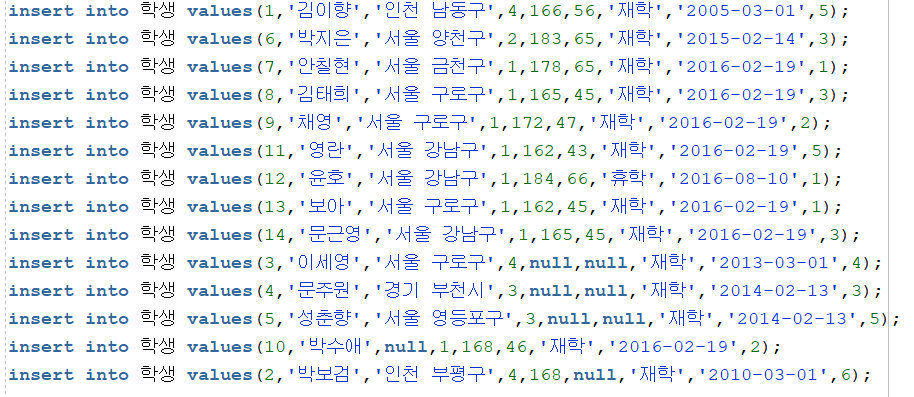 insert into 학생 values(1,'김이향','인천 남동구',4,166,56,'재학','2005-03-01',5);
insert into 학생 values(6,'박지은','서울 양천구',2,183,65,'재학','2015-02-14',3);
insert into 학생 values(7,'안칠현','서울 금천구',1,178,65,'재학','2016-02-19',1);
insert into 학생 values(8,'김태희','서울 구로구',1,165,45,'재학','2016-02-19',3);
insert into 학생 values(9,'채영','서울 구로구',1,172,47,'재학','2016-02-19',2);
insert into 학생 values(11,'영란','서울 강남구',1,162,43,'재학','2016-02-19',5);
insert into 학생 values(12,'윤호','서울 강남구',1,184,66,'휴학','2016-08-10',1);
insert into 학생 values(13,'보아','서울 구로구',1,162,45,'재학','2016-02-19',1);
insert into 학생 values(14,'문근영','서울 강남구',1,165,45,'재학','2016-02-19',3);
insert into 학생 values(3,'이세영','서울 구로구',4,null,null,'재학','2013-03-01',4);
insert into 학생 values(4,'문주원','경기 부천시',3,null,null,'재학','2014-02-13',3);
insert into 학생 values(5,'성춘향','서울 영등포구',3,null,null,'재학','2014-02-13',5);
insert into 학생 values(10,'박수애',null,1,168,46,'재학','2016-02-19',2);
insert into 학생 values(2,'박보검','인천 부평구',4,168,null,'재학','2010-03-01',6);